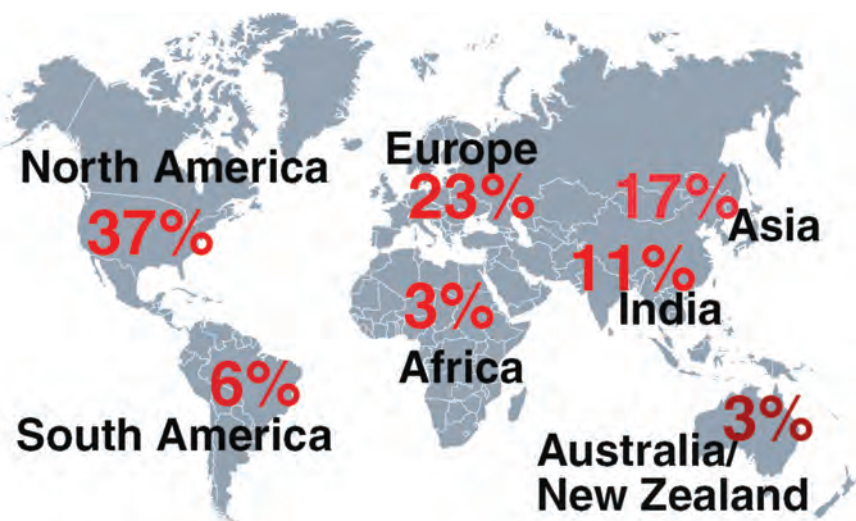 North America
37%
Europe
23%
17%
Asia
11%
India
3%
Africa
6%
South America
3%
Australia/
New Zealand